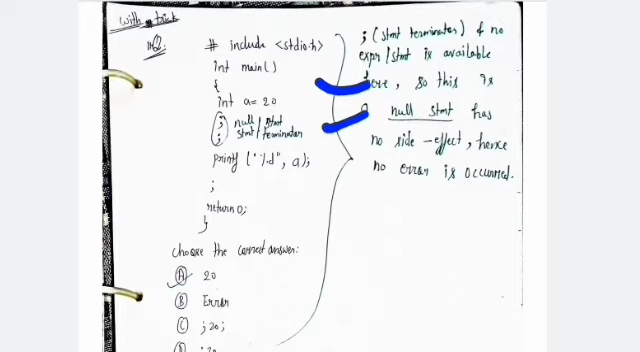 with trick
Q.
# include <stdio.h>
int main()
{
int a=20
; null/stmt
; stmt/terminator
printf ("%d", a);
;
return 0;
}
choose the correct answer:
A 20
B Error
C ;20;
; (stmt terminator) & no
expr/stmt is available
here, so this is
a null stmt has
no side-effect, hence
no error is occurred.